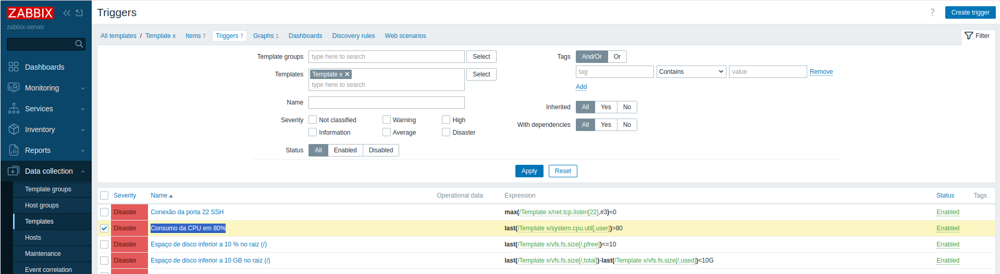 ZABBIX
zabbix-server
Dashboards
Monitoring
Services
Inventory
Reports
Data collection
Template groups
Host groups
Templates
Hosts
Maintenance
Event correlation
Triggers
? Create trigger
All templates / Template x Items 7 Triggers 7 Graphs 1 Dashboards Discovery rules Web scenarios Filter
Template groups type here to search Select
Templates Template x Select
type here to search
Name
Severity Not classified Warning High
Information Average Disaster
Status All Enabled Disabled
Tags And/Or Or
tag Contains value Remove
Add
Inherited All Yes No
With dependencies All Yes No
Apply Reset
Severity Name Operational data Expression Status Tags
Disaster Conexão da porta 22 SSH max(/Template x/net.tcp.listen[22],#3)=0 Enabled
Disaster Consumo da CPU em 80% last(/Template x/system.cpu.util[,user])>80 Enabled
Disaster Espaço de disco inferior a 10 % no raiz (/) last(/Template x/vfs.fs.size[/,pfree])<=10 Enabled
Disaster Espaço de disco inferior a 10 GB no raiz (/) last(/Template x/vfs.fs.size[/,total])-last(/Template x/vfs.fs.size[/,used])<10G Enabled